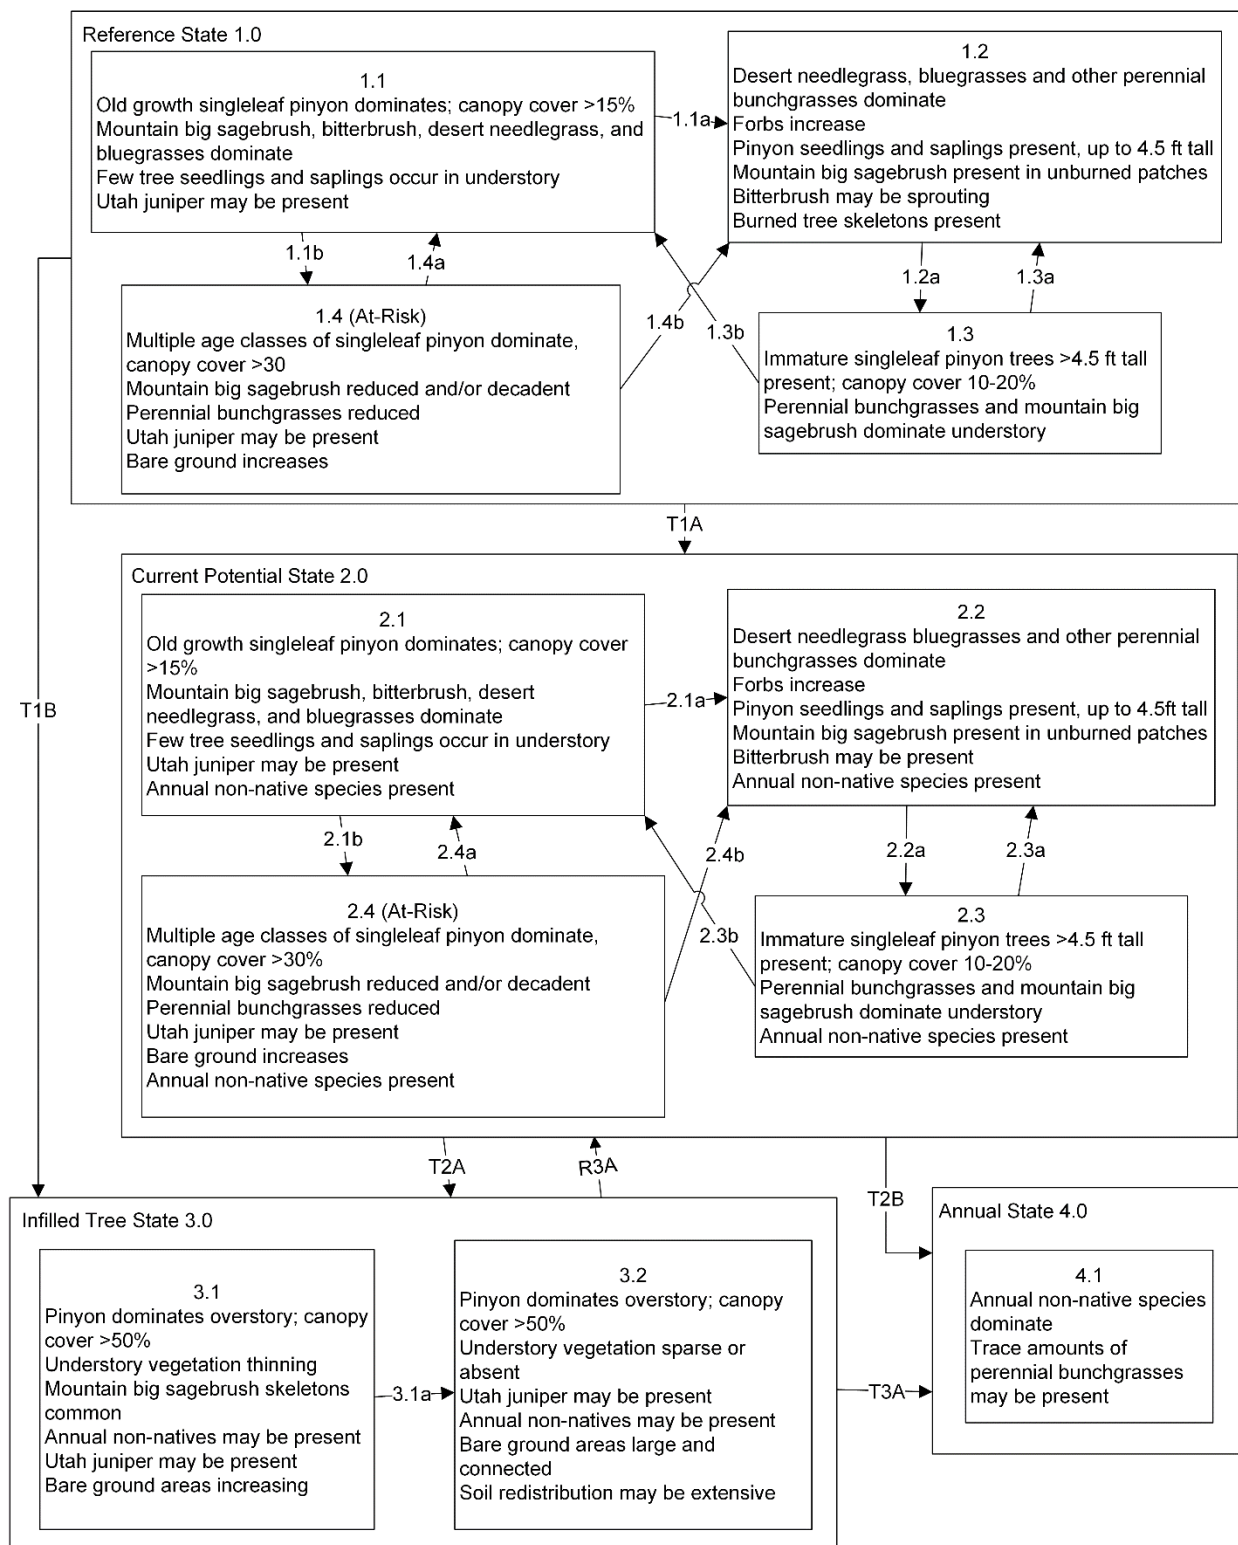 Reference State 1.0
1.1
Old growth singleleaf pinyon dominates; canopy cover >15%
Mountain big sagebrush, bitterbrush, desert needlegrass, and
bluegrasses dominate
Few tree seedlings and saplings occur in understory
Utah juniper may be present
1.1a
1.2
Desert needlegrass, bluegrasses and other perennial
bunchgrasses dominate
Forbs increase
Pinyon seedlings and saplings present, up to 4.5 ft tall
Mountain big sagebrush present in unburned patches
Bitterbrush may be sprouting
Burned tree skeletons present
1.1b
1.4a
1.4b
1.3b
1.2a
1.3a
1.4 (At-Risk)
Multiple age classes of singleleaf pinyon dominate,
canopy cover >30
Mountain big sagebrush reduced and/or decadent
Perennial bunchgrasses reduced
Utah juniper may be present
Bare ground increases
1.3
Immature singleleaf pinyon trees >4.5 ft tall
present; canopy cover 10-20%
Perennial bunchgrasses and mountain big
sagebrush dominate understory
T1A
T1B
Current Potential State 2.0
2.1
Old growth singleleaf pinyon dominates; canopy cover
>15%
Mountain big sagebrush, bitterbrush, desert
needlegrass, and bluegrasses dominate
Few tree seedlings and saplings occur in understory
Utah juniper may be present
Annual non-native species present
2.1a
2.2
Desert needlegrass bluegrasses and other perennial
bunchgrasses dominate
Forbs increase
Pinyon seedlings and saplings present, up to 4.5ft tall
Mountain big sagebrush present in unburned patches
Bitterbrush may be present
Annual non-native species present
2.1b
2.4a
2.4b
2.3b
2.2a
2.3a
2.4 (At-Risk)
Multiple age classes of singleleaf pinyon dominate,
canopy cover >30%
Mountain big sagebrush reduced and/or decadent
Perennial bunchgrasses reduced
Utah juniper may be present
Bare ground increases
Annual non-native species present
2.3
Immature singleleaf pinyon trees >4.5 ft tall
present; canopy cover 10-20%
Perennial bunchgrasses and mountain big
sagebrush dominate understory
Annual non-native species present
T2A
R3A
T2B
Infilled Tree State 3.0
3.1
Pinyon dominates overstory; canopy
cover >50%
Understory vegetation thinning
Mountain big sagebrush skeletons
common
Annual non-natives may be present
Utah juniper may be present
Bare ground areas increasing
3.1a
3.2
Pinyon dominates overstory; canopy
cover >50%
Understory vegetation sparse or
absent
Utah juniper may be present
Annual non-natives may be present
Bare ground areas large and
connected
Soil redistribution may be extensive
T3A
Annual State 4.0
4.1
Annual non-native species
dominate
Trace amounts of
perennial bunchgrasses
may be present